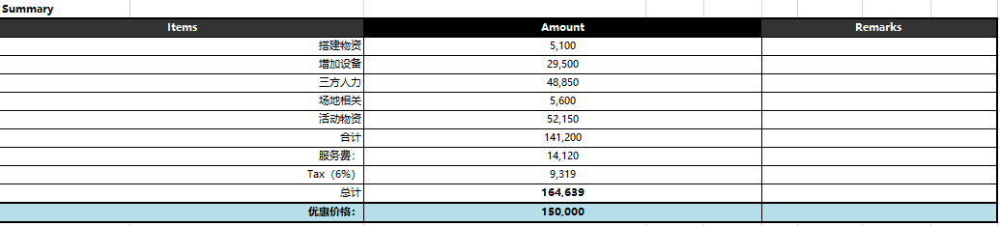 Summary
Items Amount Remarks
搭建物资 5,100
增加设备 29,500
三方人力 48,850
场地相关 5,600
活动物资 52,150
合计 141,200
服务费： 14,120
Tax（6%） 9,319
总计 164,639
优惠价格： 150,000